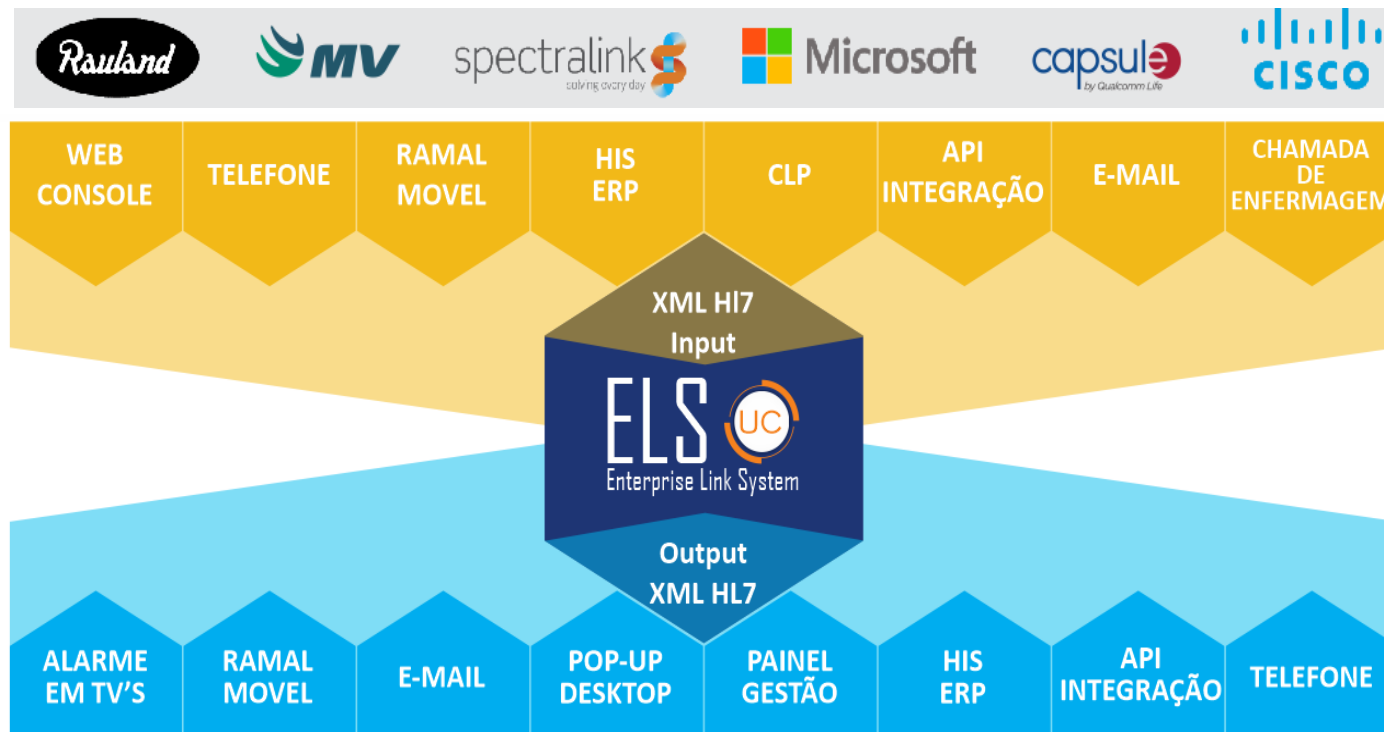 Rauland
MV
spectralink
solving every day
Microsoft
capsule
by Qualcomm Life
CISCO
WEB
CONSOLE
TELEFONE
RAMAL
MOVEL
HIS
ERP
CLP
API
INTEGRAÇÃO
E-MAIL
CHAMADA
DE
ENFERMAGEM
XML Hl7
Input
ELS UC
Enterprise Link System
Output
XML HL7
ALARME
EM TV'S
RAMAL
MOVEL
E-MAIL
POP-UP
DESKTOP
PAINEL
GESTÃO
HIS
ERP
API
INTEGRAÇÃO
TELEFONE